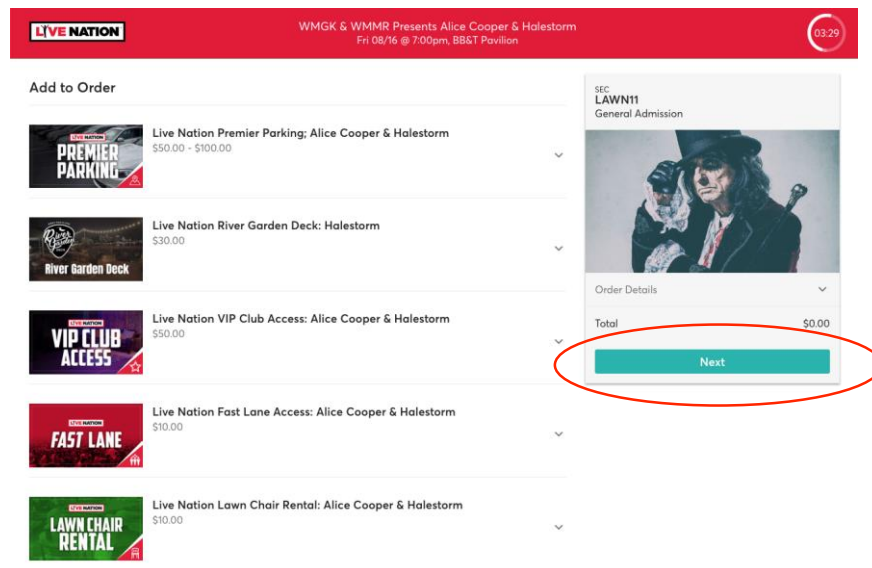 LIVE NATION
WMGK & WMMR Presents Alice Cooper & Halestorm
Fri 08/16 @ 7:00pm, BB&T Pavilion
03:29
Add to Order
LIVE NATION
PREMIER
PARKING
Live Nation Premier Parking; Alice Cooper & Halestorm
$50.00 - $100.00
River
Garden
River Garden Deck
Live Nation River Garden Deck: Halestorm
$30.00
LIVE NATION
VIP CLUB
ACCESS
Live Nation VIP Club Access: Alice Cooper & Halestorm
$50.00
LIVE NATION
FAST LANE
Live Nation Fast Lane Access: Alice Cooper & Halestorm
$10.00
LIVE NATION
LAWN CHAIR
RENTAL
Live Nation Lawn Chair Rental: Alice Cooper & Halestorm
$10.00
SEC
LAWN11
General Admission
Order Details
Total $0.00
Next